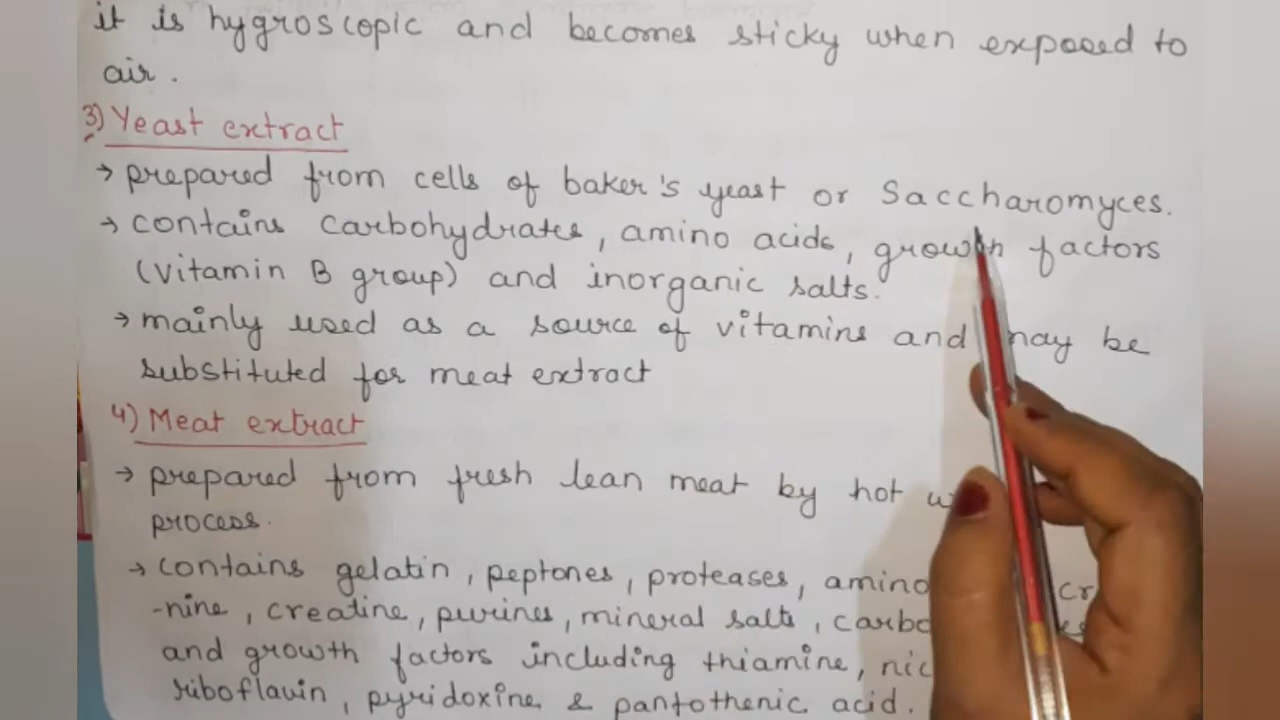 it is hygroscopic and becomes sticky when exposed to
air.
3) Yeast extract
→ prepared from cells of baker's yeast or Saccharomyces.
→ contains carbohydrates, amino acids, growth factors
(vitamin B group) and inorganic salts.
→ mainly used as a source of vitamins and may be
substituted for meat extract
4) Meat extract
→ prepared from fresh lean meat by hot
process.
→ contains gelatin, peptones, proteases, amino
-nine, creatine, purines, mineral salts,
and growth factors including thiamine,
riboflavin, pyridoxine & pantothenic acid.